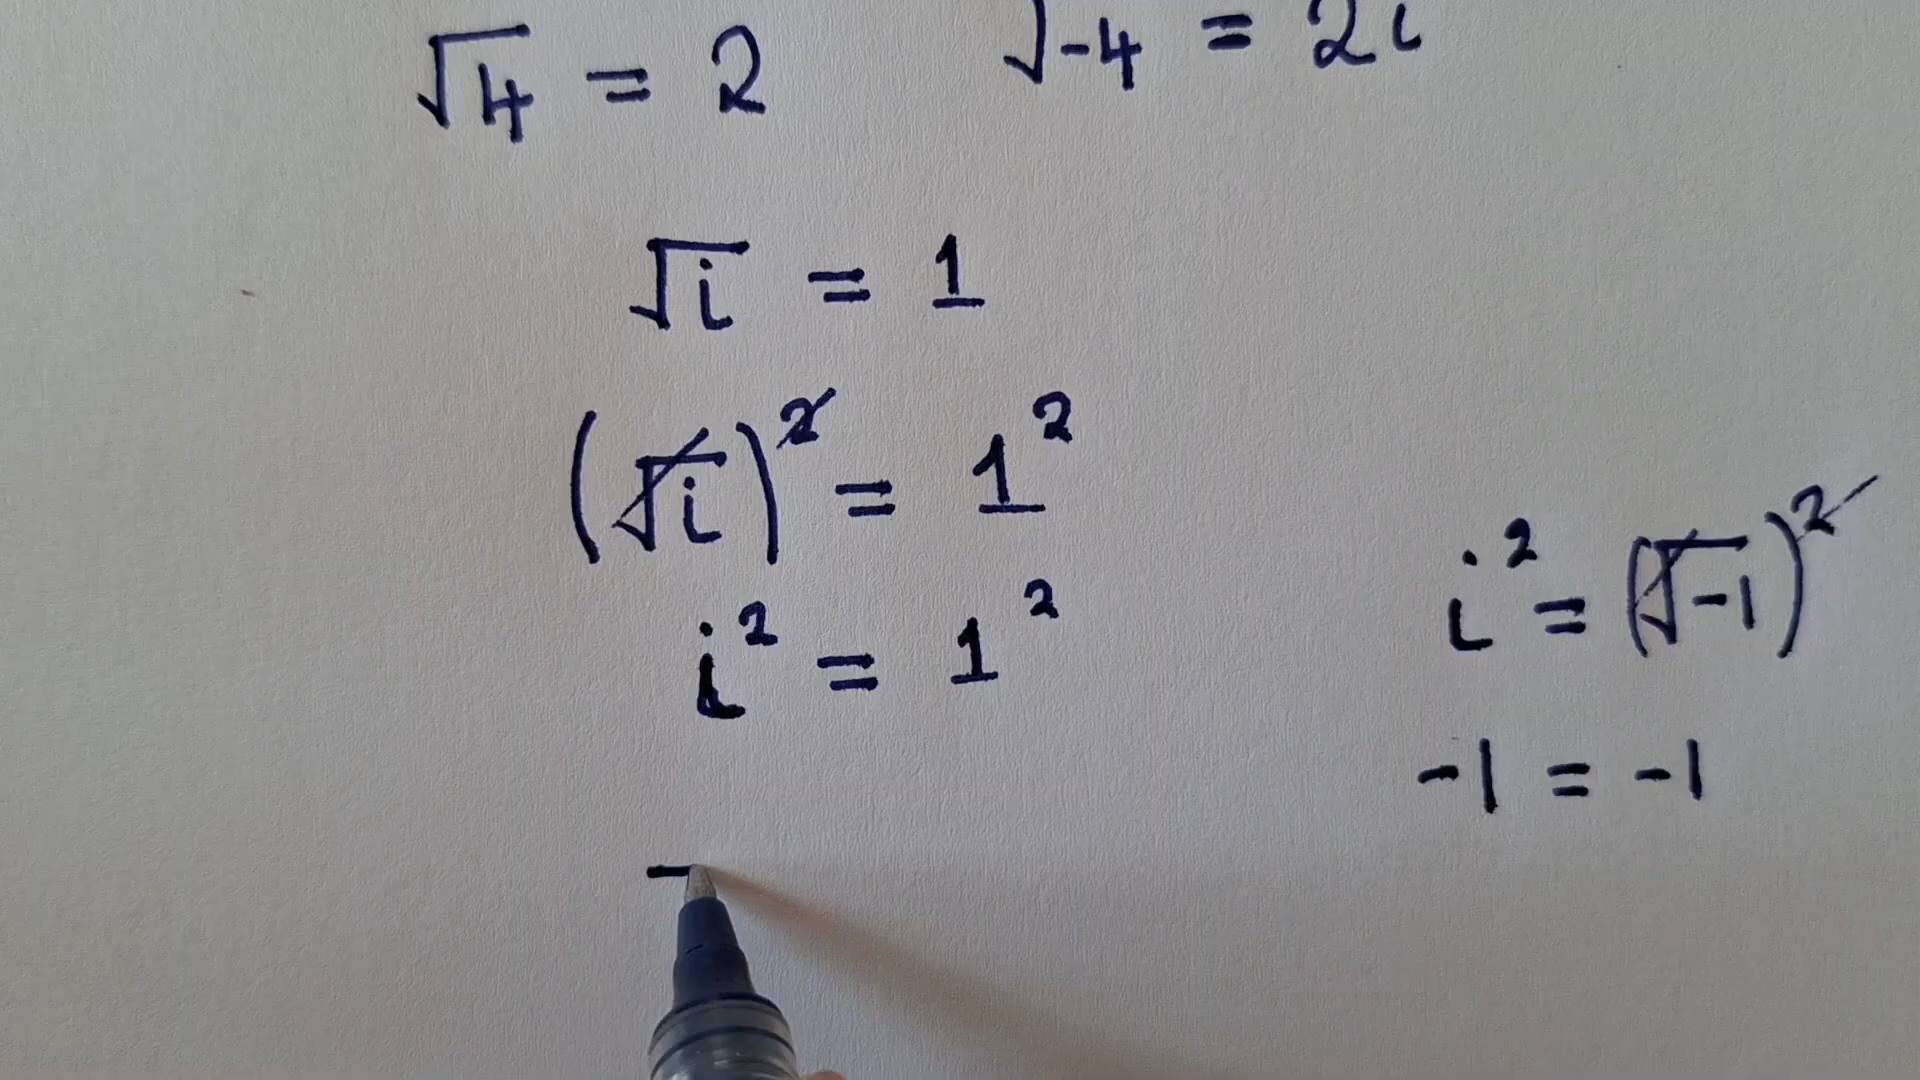 √4 = 2 √-4 = 2i
√i = 1
(√i)² = 1²
i² = (√-1)²
i² = 1²
-1 = -1
-